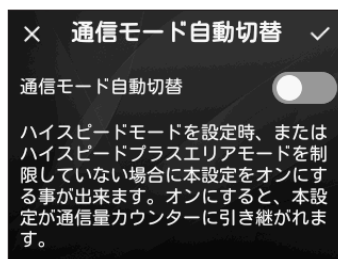 × 通信モード自動切替 ✓
通信モード自動切替
ハイスピードモードを設定時、または
ハイスピードプラスエリアモードを制
限していない場合に本設定をオンにす
る事が出来ます。オンにすると、本設
定が通信量カウンターに引き継がれま
す。